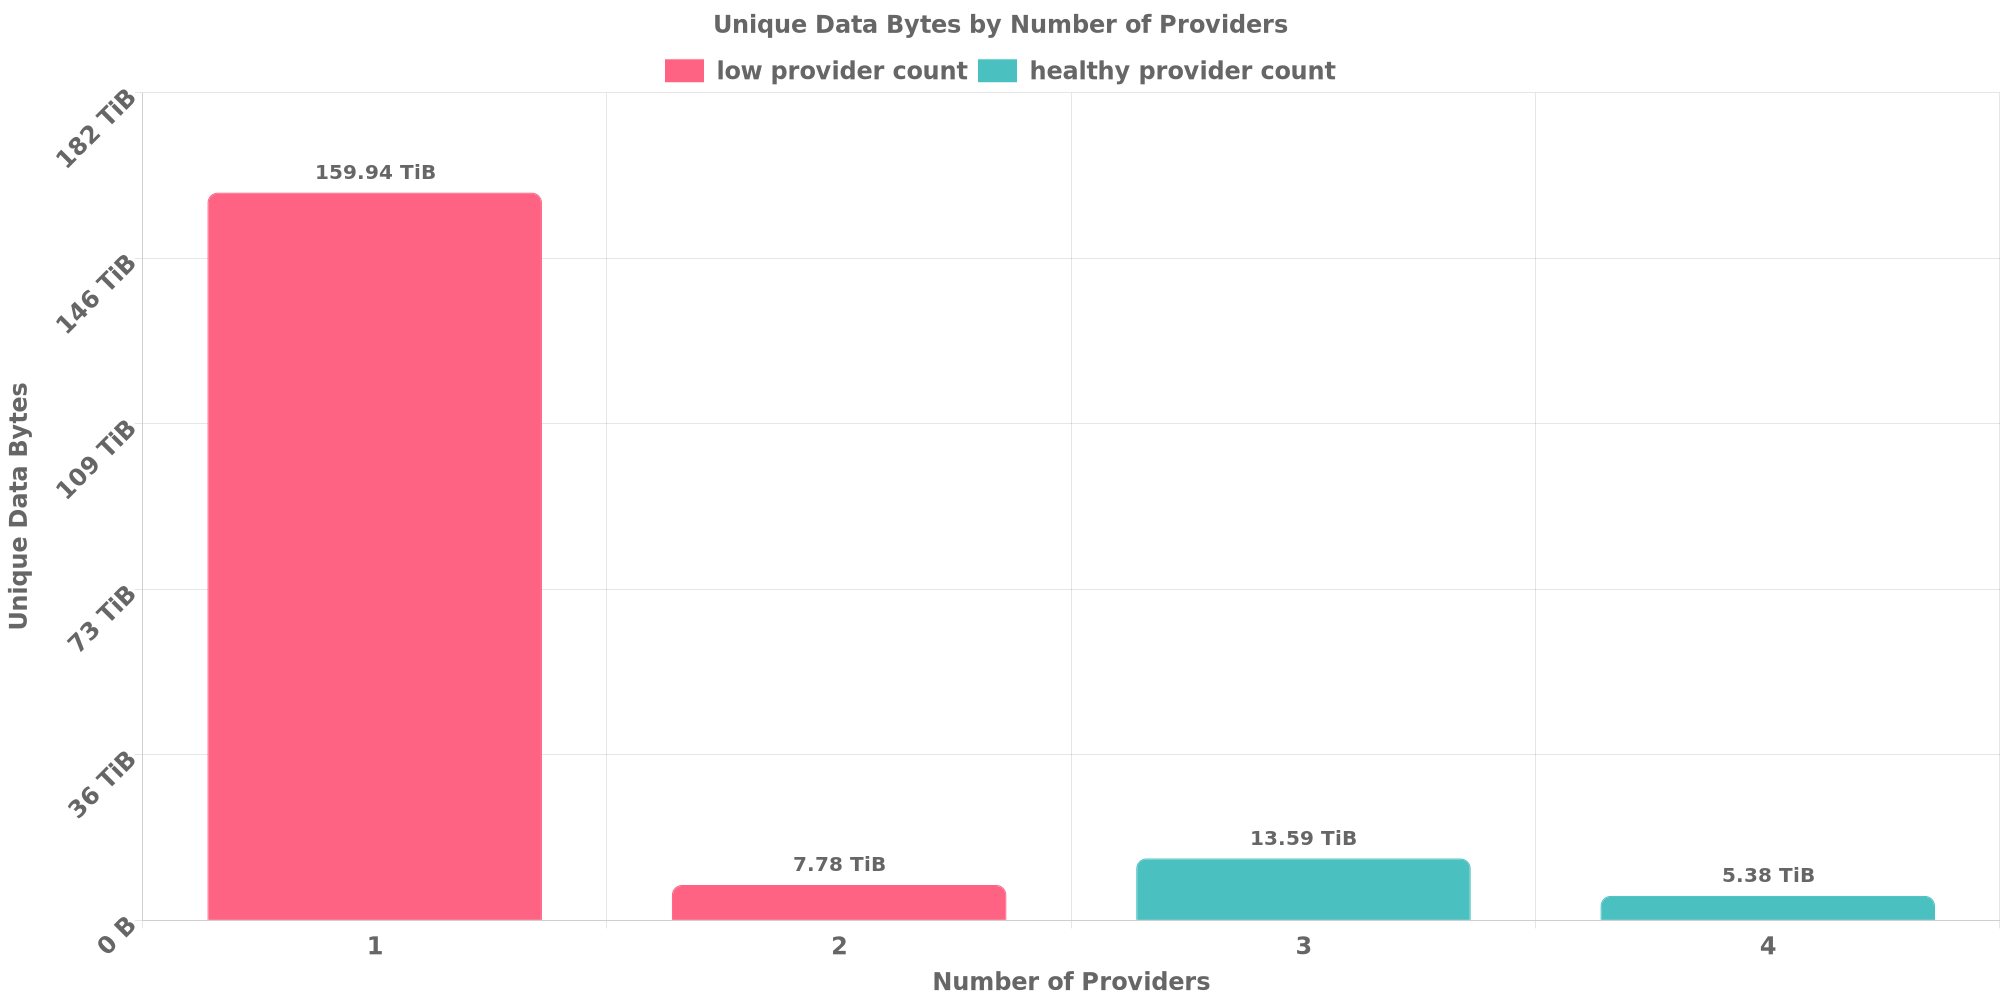 Unique Data Bytes by Number of Providers
low provider count healthy provider count
182 TiB
146 TiB
109 TiB
73 TiB
36 TiB
0 B
Unique Data Bytes
159.94 TiB
7.78 TiB
13.59 TiB
5.38 TiB
1 2 3 4
Number of Providers